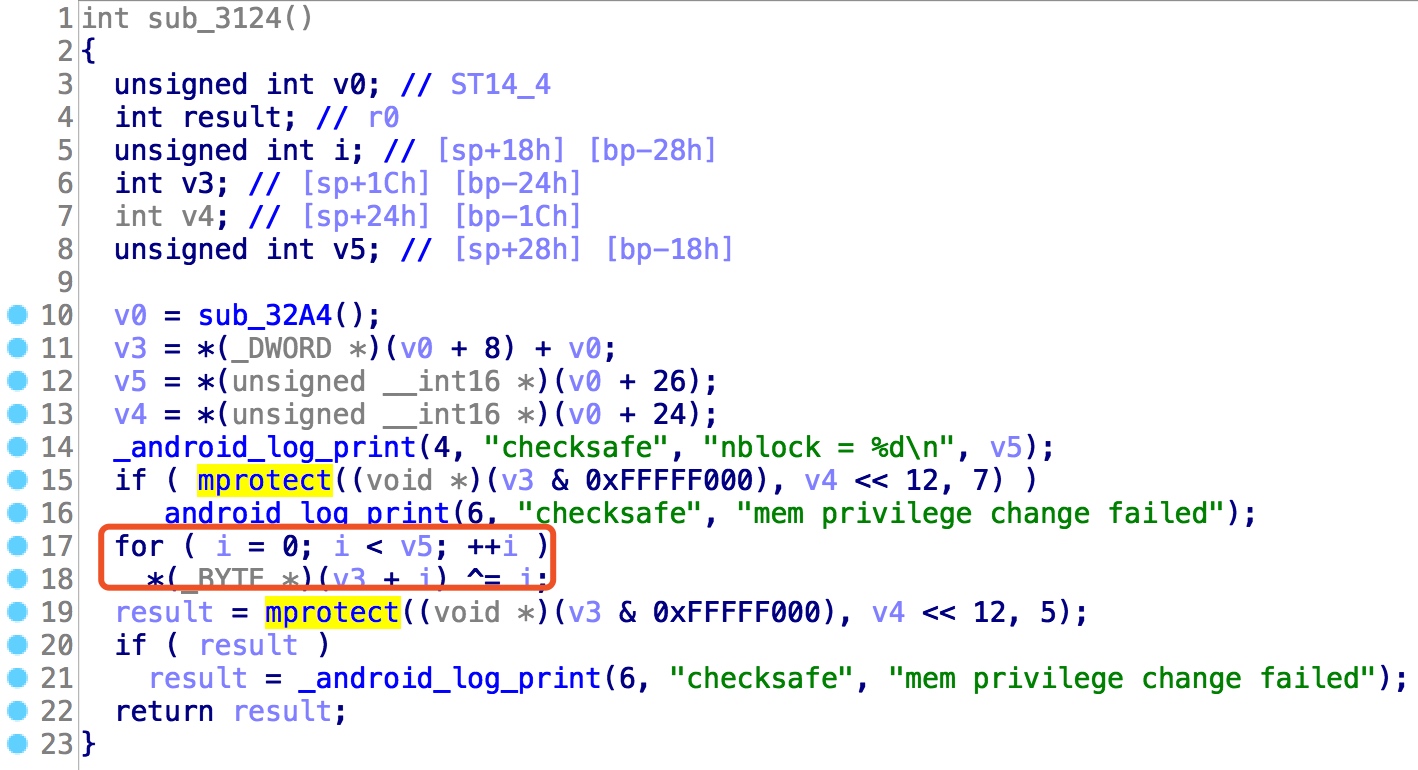 1 int sub_3124()
2 {
3 unsigned int v0; // ST14_4
4 int result; // r0
5 unsigned int i; // [sp+18h] [bp-28h]
6 int v3; // [sp+1Ch] [bp-24h]
7 int v4; // [sp+24h] [bp-1Ch]
8 unsigned int v5; // [sp+28h] [bp-18h]
9
10 v0 = sub_32A4();
11 v3 = *(_DWORD *)(v0 + 8) + v0;
12 v5 = *(unsigned __int16 *)(v0 + 26);
13 v4 = *(unsigned __int16 *)(v0 + 24);
14 _android_log_print(4, "checksafe", "nblock = %d\n", v5);
15 if ( mprotect((void *)(v3 & 0xFFFFF000), v4 << 12, 7) )
16 _android_log_print(6, "checksafe", "mem privilege change failed");
17 for ( i = 0; i < v5; ++i )
18 *(_BYTE *)(v3 + i) ^= i;
19 result = mprotect((void *)(v3 & 0xFFFFF000), v4 << 12, 5);
20 if ( result )
21 result = _android_log_print(6, "checksafe", "mem privilege change failed");
22 return result;
23 }